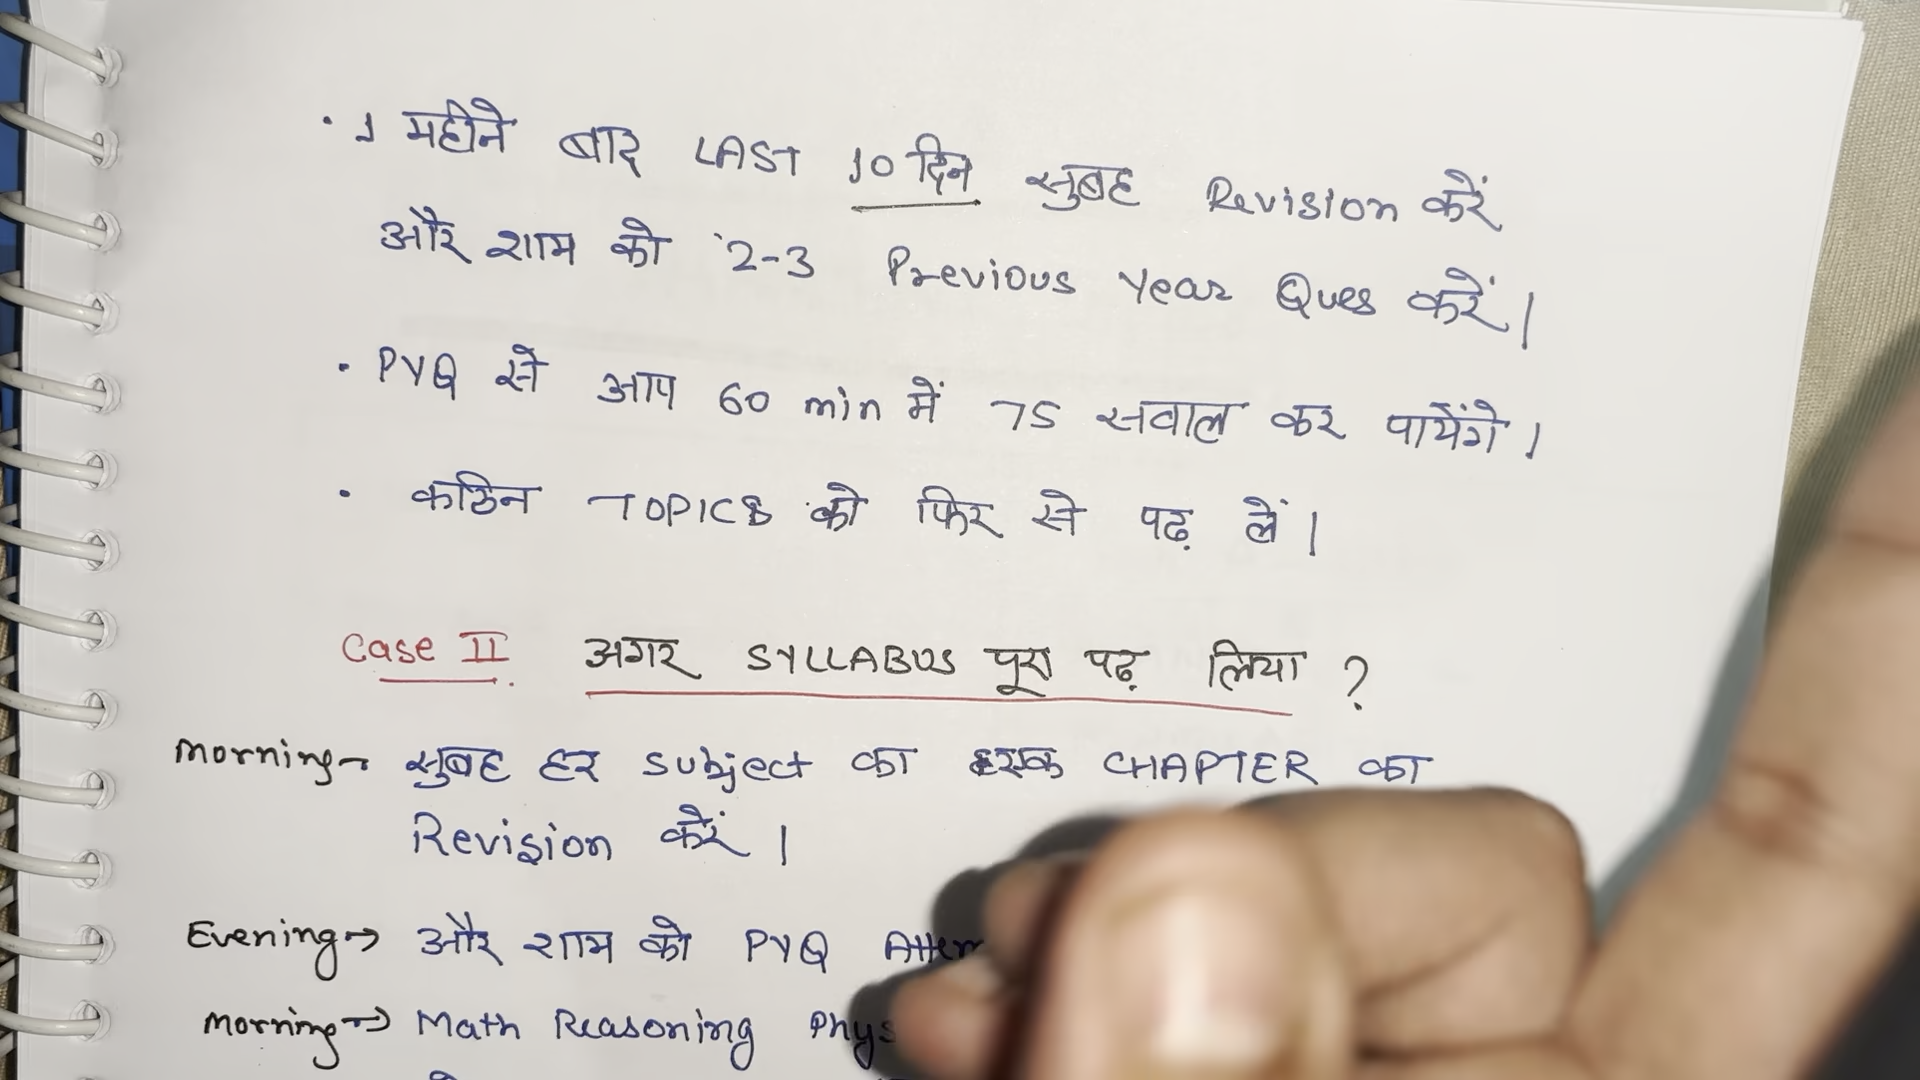 · 1 महीने बाद LAST 10 दिन सुबह Revision करें
और शाम को 2-3 Previous Year Ques करें।
· PYQ से आप 60 min में 75 सवाल कर पायेंगे।
· कठिन TOPICS को फिर से पढ़ लें।
Case II. अगर SYLLABUS पूरा पढ़ लिया ?
Morning→ सुबह हर subject का CHAPTER का
Revision करें।
Evening→ और शाम को PYQ
Morning→ Math Reasoning